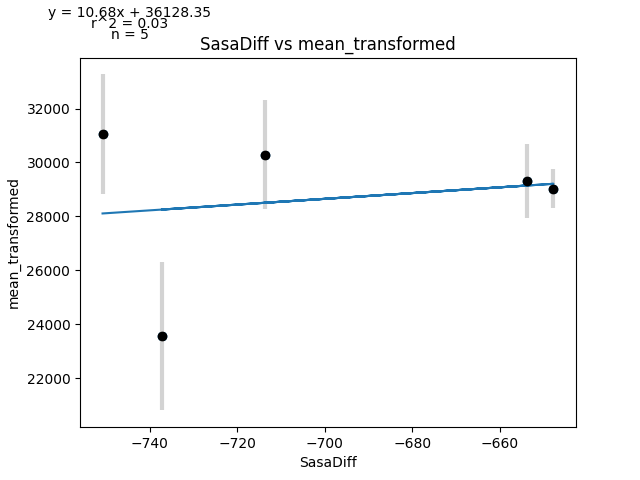 y = 10.68x + 36128.35
r^2 = 0.03
n = 5
SasaDiff vs mean_transformed
32000
30000
28000
26000
24000
22000
mean_transformed
−740
−720
−700
−680
−660
SasaDiff